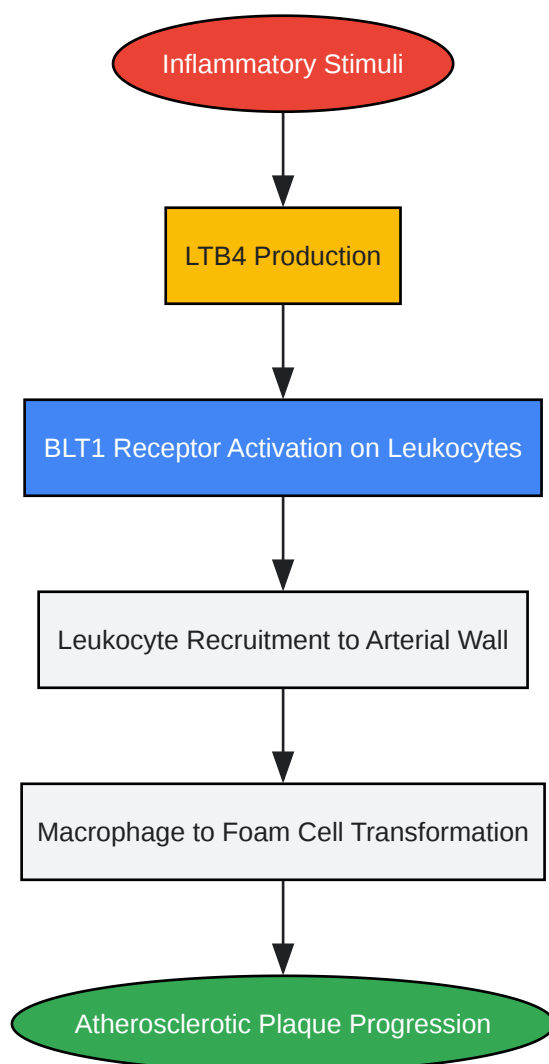 Inflammatory Stimuli
LTB4 Production
BLT1 Receptor Activation on Leukocytes
Leukocyte Recruitment to Arterial Wall
Macrophage to Foam Cell Transformation
Atherosclerotic Plaque Progression